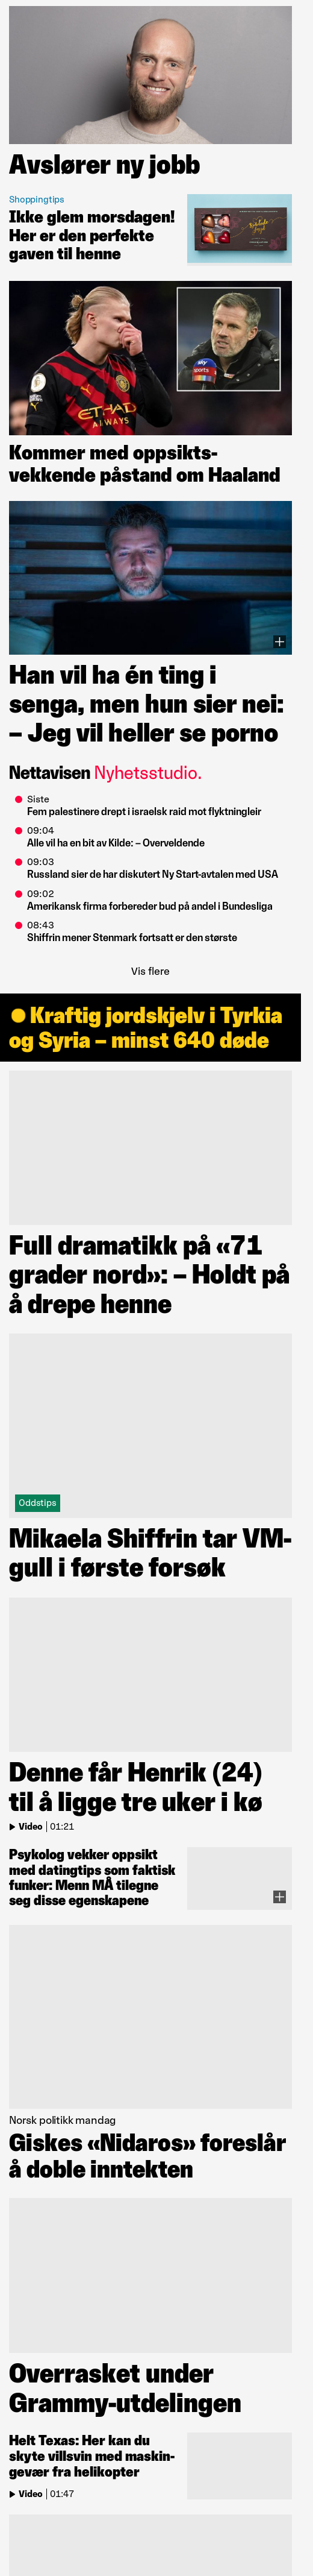 Avslører ny jobb
Shoppingtips
Ikke glem morsdagen!
Her er den perfekte
gaven til henne
sky
sports
ETIHAD
AIRWAYS
Kommer med oppsikts-
vekkende påstand om Haaland
Han vil ha én ting i
senga, men hun sier nei:
– Jeg vil heller se porno
Nettavisen Nyhetsstudio.
Siste
Fem palestinere drept i israelsk raid mot flyktningleir
09:04
Alle vil ha en bit av Kilde: – Overveldende
09:03
Russland sier de har diskutert Ny Start-avtalen med USA
09:02
Amerikansk firma forbereder bud på andel i Bundesliga
08:43
Shiffrin mener Stenmark fortsatt er den største
Vis flere
Kraftig jordskjelv i Tyrkia
og Syria – minst 640 døde
Full dramatikk på «71
grader nord»: – Holdt på
å drepe henne
Oddstips
Mikaela Shiffrin tar VM-
gull i første forsøk
Denne får Henrik (24)
til å ligge tre uker i kø
Video | 01:21
Psykolog vekker oppsikt
med datingtips som faktisk
funker: Menn MÅ tilegne
seg disse egenskapene
Norsk politikk mandag
Giskes «Nidaros» foreslår
å doble inntekten
Overrasket under
Grammy-utdelingen
Helt Texas: Her kan du
skyte villsvin med maskin-
gevær fra helikopter
Video | 01:47